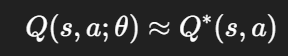 Q(s, a; θ) ≈ Q*(s, a)